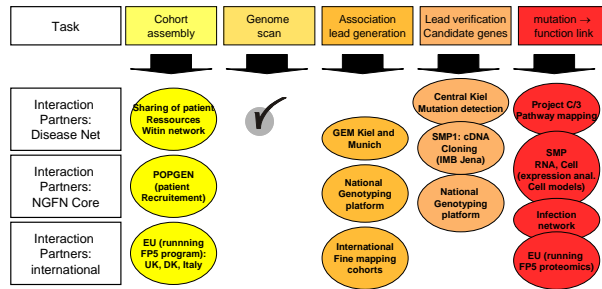 Task
Cohort
assembly
Genome
scan
Association
lead generation
Lead verification
Candidate genes
mutation →
function link
Interaction
Partners:
Disease Net
Sharing of patient
Ressources
Witin network
GEM Kiel and
Munich
Central Kiel
Mutation detection
SMP1: cDNA
Cloning
(IMB Jena)
Project C/3
Pathway mapping
Interaction
Partners:
NGFN Core
POPGEN
(patient
Recruitement)
National
Genotyping
platform
National
Genotyping
platform
SMP
RNA, Cell
(expression anal.
Cell models)
Infection
network
Interaction
Partners:
international
EU (runnning
FP5 program):
UK, DK, Italy
International
Fine mapping
cohorts
EU (running
FP5 proteomics)